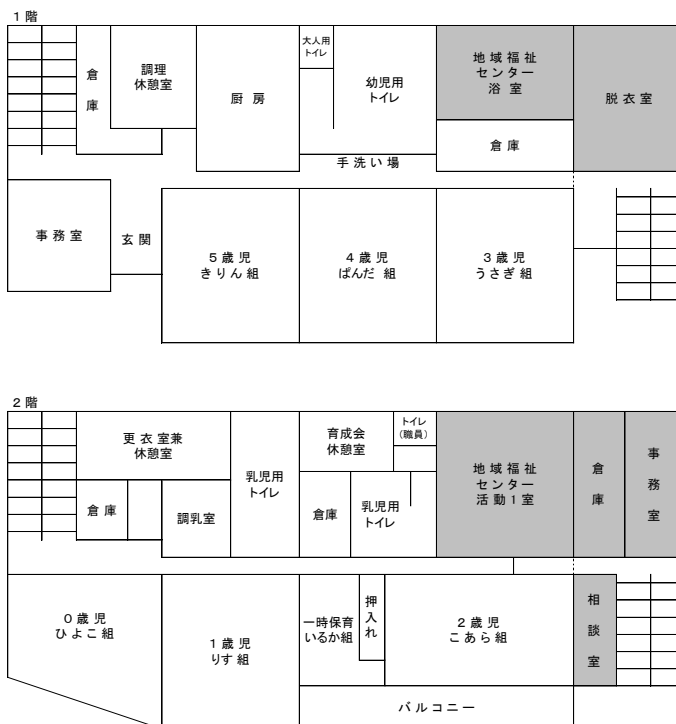 1階
倉
庫
調理
休憩室
厨 房
大人用
トイレ
幼児用
トイレ
地域福祉
センター
浴 室
脱衣室
倉 庫
手洗い場
事務室
玄関
5歳児
きりん組
4歳児
ぱんだ 組
3歳児
うさぎ組
2階
更衣室兼
休憩室
乳児用
トイレ
育成会
休憩室
トイレ
(職員)
地域福祉
センター
活動1室
倉
庫
事
務
室
倉庫
調乳室
倉庫
乳児用
トイレ
0歳児
ひよこ組
1歳児
りす組
一時保育
いるか組
押
入
れ
2歳児
こあら組
相
談
室
バルコニー